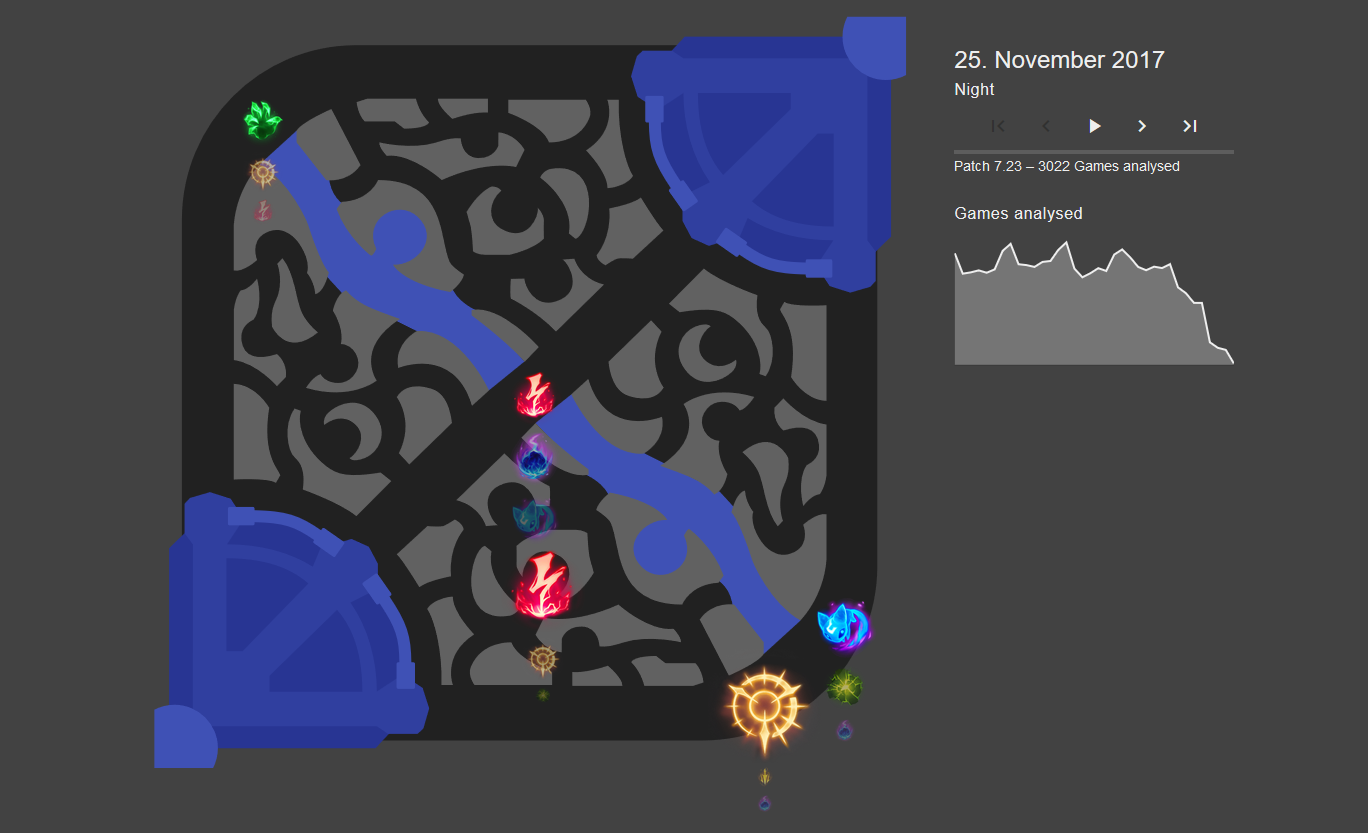 25. November 2017
Night
Patch 7.23 – 3022 Games analysed
Games analysed